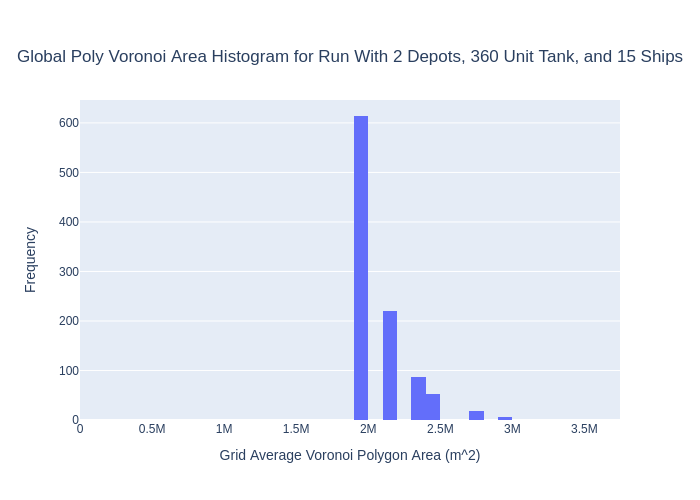 Global Poly Voronoi Area Histogram for Run With 2 Depots, 360 Unit Tank, and 15 Ships
600
500
400
300
200
100
0
Frequency
0 0.5M 1M 1.5M 2M 2.5M 3M 3.5M
Grid Average Voronoi Polygon Area (m^2)